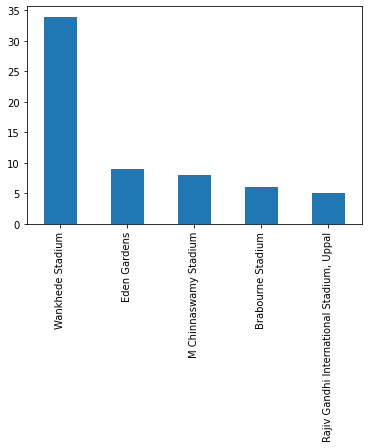 35
30
25
20
15
10
5
0
Wankhede Stadium
Eden Gardens
M Chinnaswamy Stadium
Brabourne Stadium
Rajiv Gandhi International Stadium, Uppal